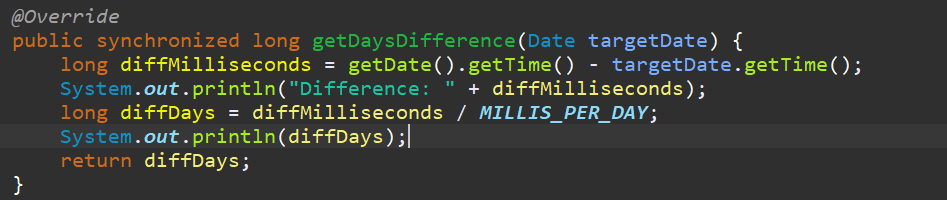 @Override
public synchronized long getDaysDifference(Date targetDate) {
    long diffMilliseconds = getDate().getTime() - targetDate.getTime();
    System.out.println("Difference: " + diffMilliseconds);
    long diffDays = diffMilliseconds / MILLIS_PER_DAY;
    System.out.println(diffDays);
    return diffDays;
}